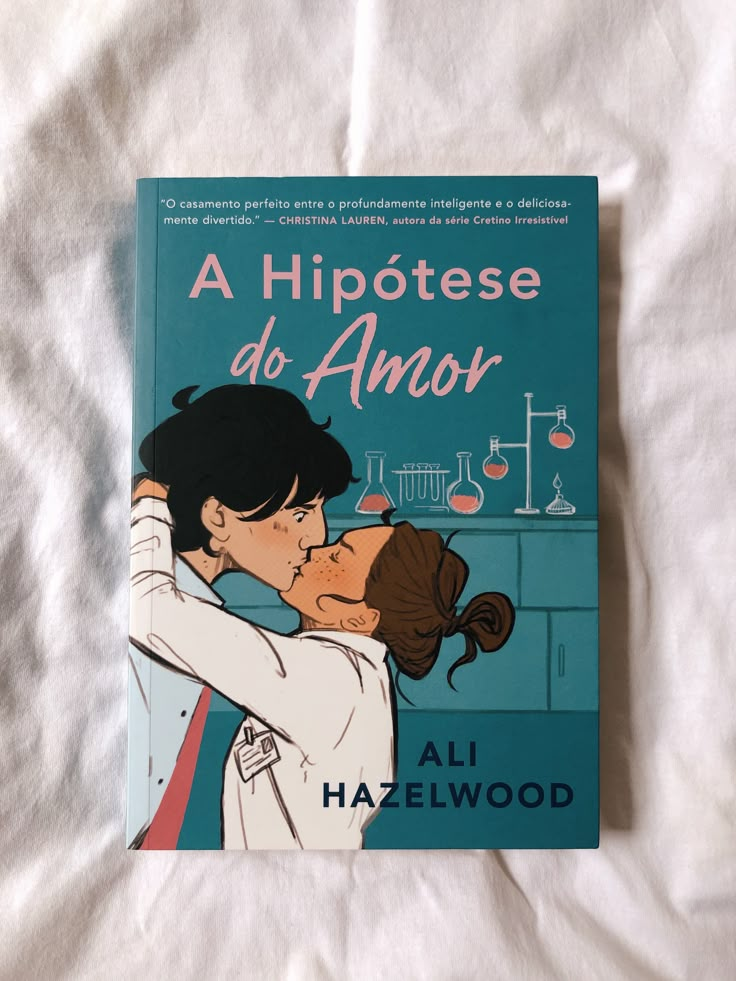 "O casamento perfeito entre o profundamente inteligente e o deliciosa-
mente divertido." — CHRISTINA LAUREN, autora da série Cretino Irresistível
A Hipótese
do Amor
ALI
HAZELWOOD